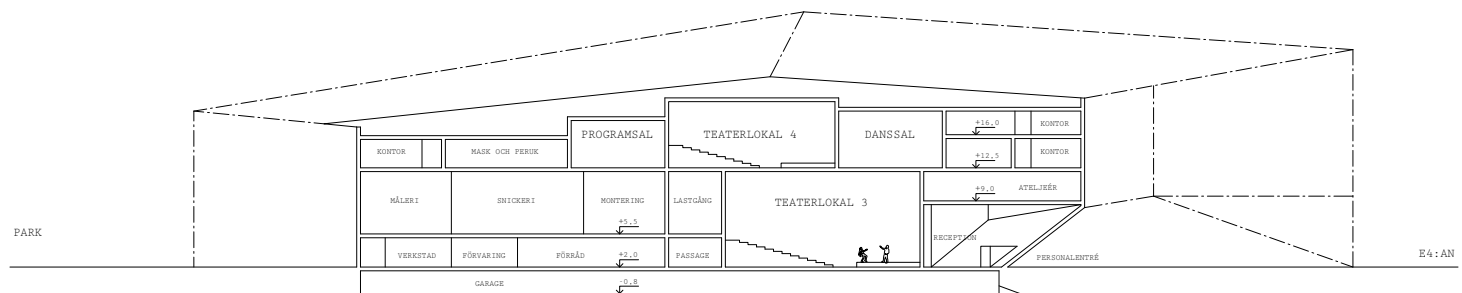 +16.0
KONTOR
PROGRAMSAL
TEATERLOKAL 4
DANSSAL
KONTOR
MASK OCH PERUK
+12.5
KONTOR
+9.0
ATELJEÉR
MÅLERI
SNICKERI
MONTERING
LASTGÅNG
TEATERLOKAL 3
+5.5
PARK
RECEPTION
VERKSTAD
FÖRVARING
FÖRRÅD
+2.0
PASSAGE
PERSONALENTRÉ
E4:AN
GARAGE
-0.8